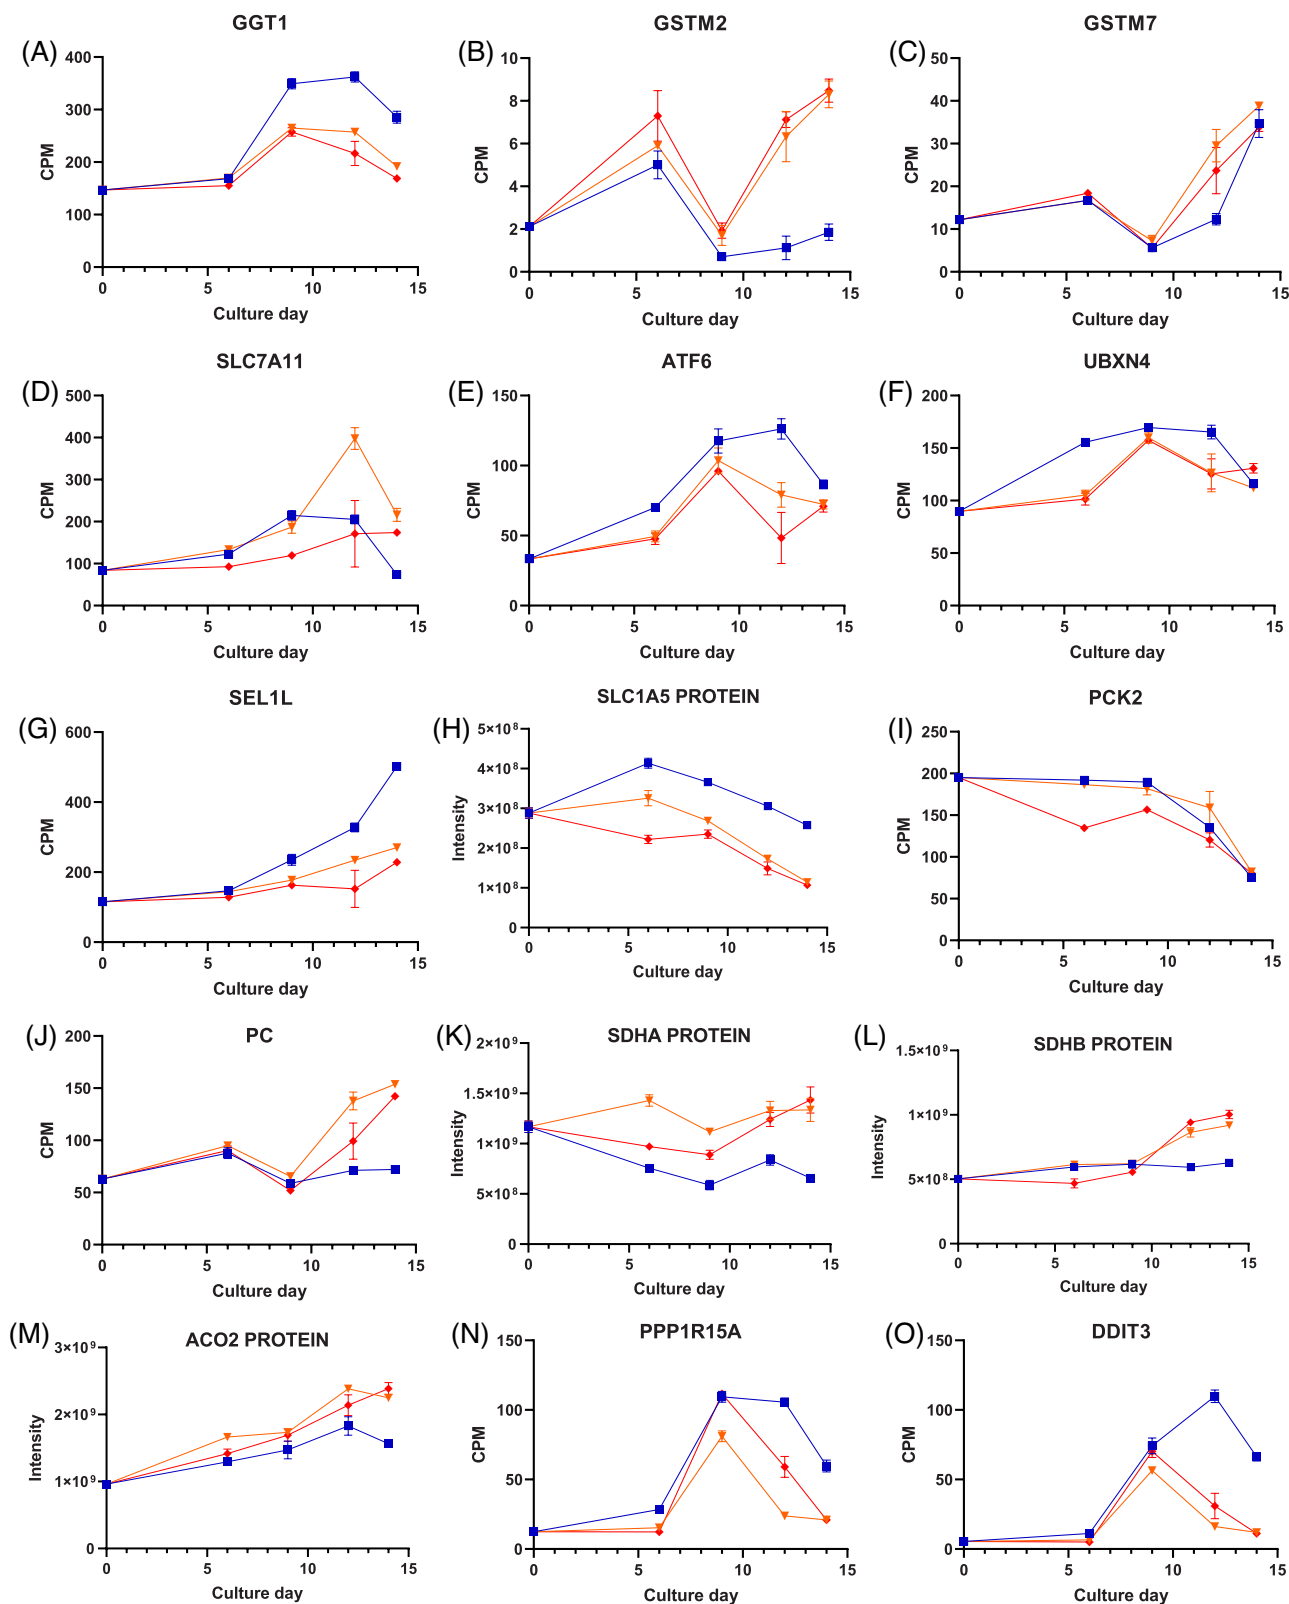 GGT1 GSTM2 GSTM7
(A) (B) (C)
400 10 50
300 8 40
200 6 30
100 4 20
0 2 10
0 0
CPM CPM CPM
0 5 10 15 0 5 10 15 0 5 10 15
Culture day Culture day Culture day
SLC7A11 ATF6 UBXN4
(D) (E) (F)
500 150 200
400 100 150
300 50 100
200 0 50
100 0
0
CPM CPM CPM
0 5 10 15 0 5 10 15 0 5 10 15
Culture day Culture day Culture day
SEL1L SLC1A5 PROTEIN PCK2
(G) (H) (I)
600 5×10⁸ 250
400 4×10⁸ 200
200 3×10⁸ 150
0 2×10⁸ 100
1×10⁸ 50
0 0
CPM Intensity CPM
0 5 10 15 0 5 10 15 0 5 10 15
Culture day Culture day Culture day
PC SDHA PROTEIN SDHB PROTEIN
(J) (K) (L)
200 2×10⁹ 1.5×10⁹
150 1.5×10⁹ 1×10⁹
100 1×10⁹ 5×10⁸
50 5×10⁸ 0
0 0
CPM Intensity Intensity
0 5 10 15 0 5 10 15 0 5 10 15
Culture day Culture day Culture day
ACO2 PROTEIN PPP1R15A DDIT3
(M) (N) (O)
3×10⁹ 150 150
2×10⁹ 100 100
1×10⁹ 50 50
0 0 0
Intensity CPM CPM
0 5 10 15 0 5 10 15 0 5 10 15
Culture day Culture day Culture day